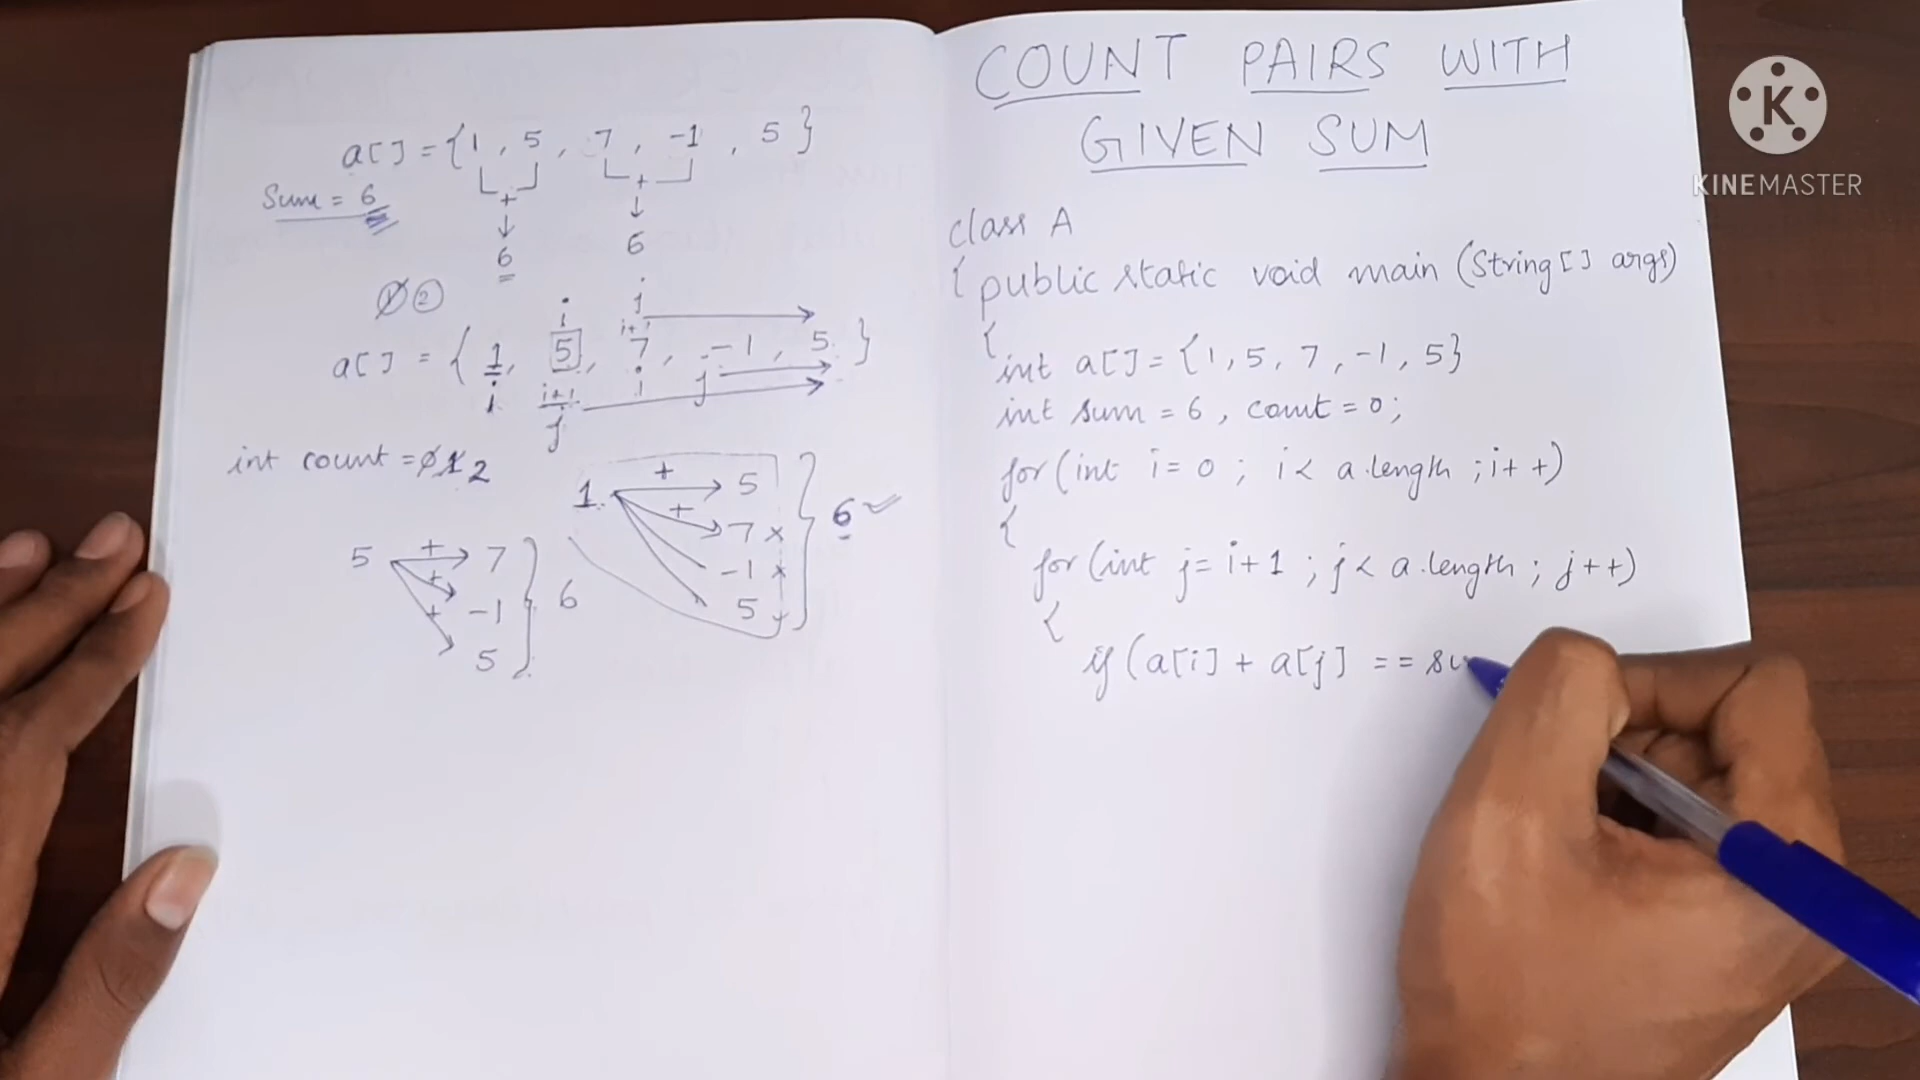 a[] = {1, 5, 7, -1, 5}
Sum = 6
+ +
6 6
2
i j
i+1
a[] = {1, 5, 7, -1, 5}
i i+1 i j
j
int count = 0 1 2
1 + 5
+ 7 x
-1 x
5
6
5 + 7
+ -1
+ 5
6
COUNT PAIRS WITH
GIVEN SUM
class A
{ public static void main (String[] args)
{
int a[] = {1, 5, 7, -1, 5}
int sum = 6, count = 0;
for(int i = 0; i < a.length; i++)
{
for(int j = i+1; j < a.length; j++)
{
if (a[i] + a[j] == su
K
KINEMASTER